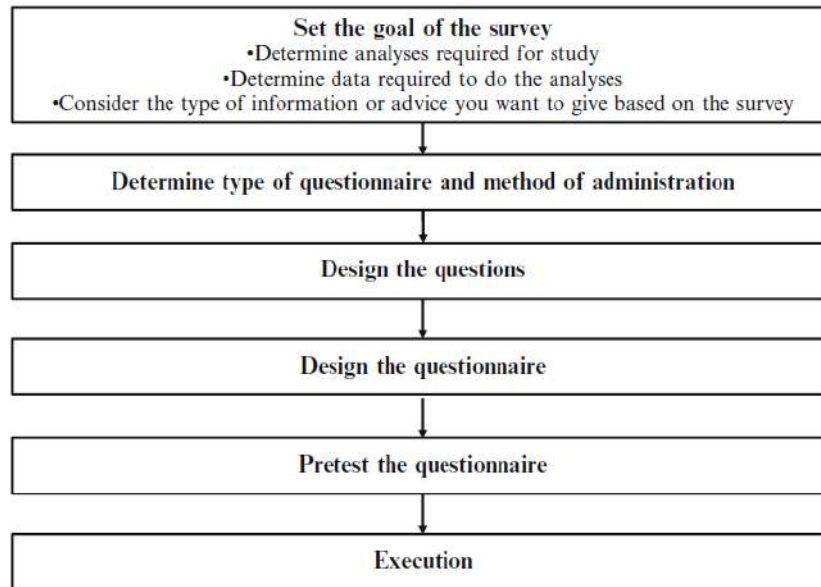 Set the goal of the survey
•Determine analyses required for study
•Determine data required to do the analyses
•Consider the type of information or advice you want to give based on the survey
Determine type of questionnaire and method of administration
Design the questions
Design the questionnaire
Pretest the questionnaire
Execution